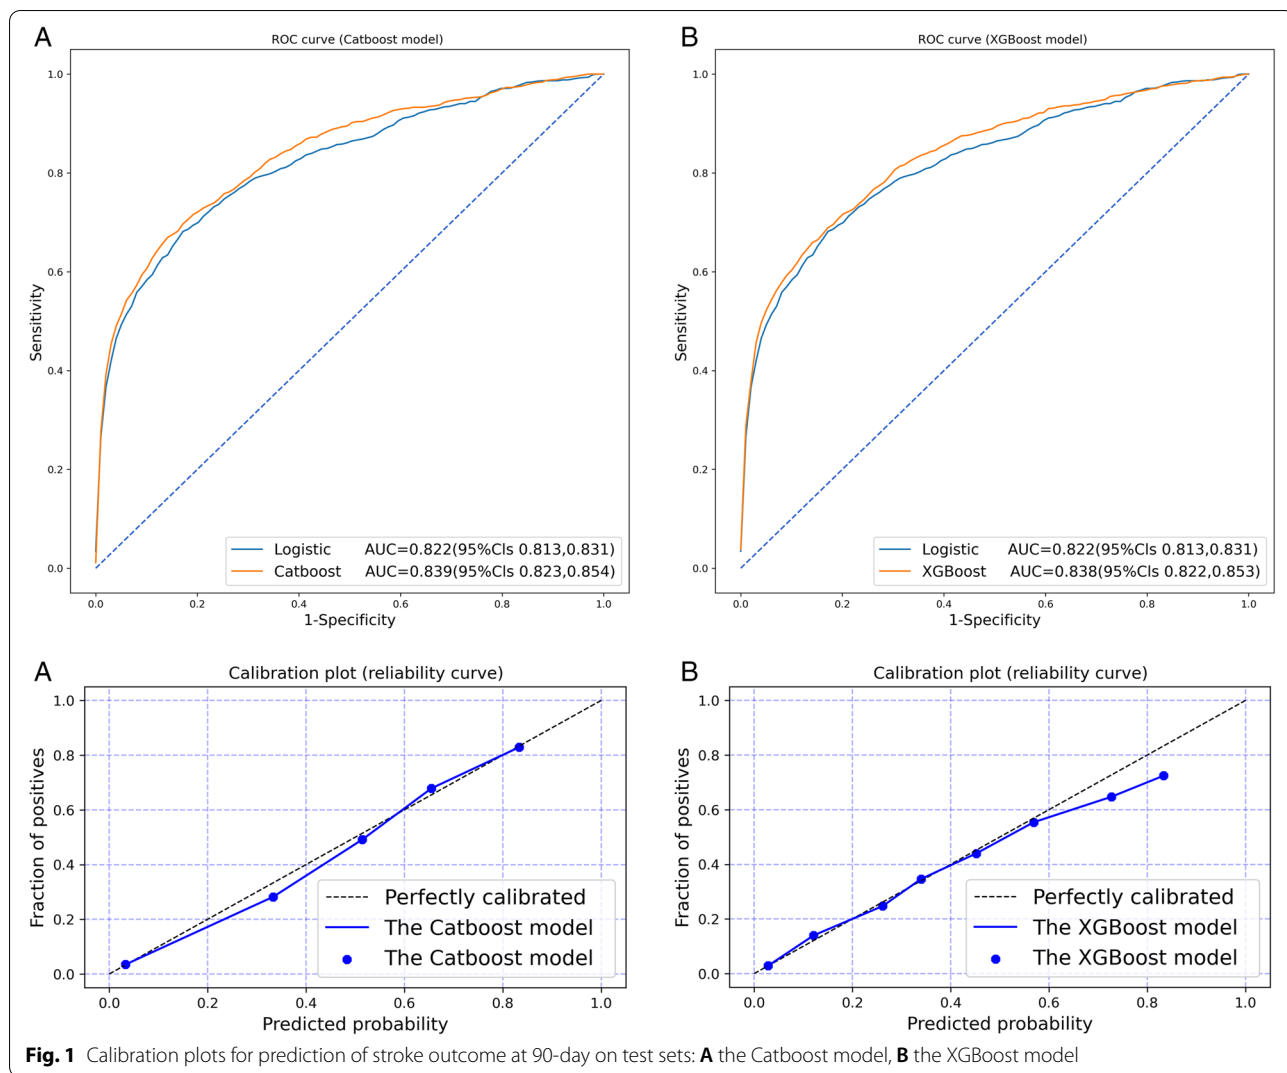 A
ROC curve (Catboost model)
1.0
0.8
0.6
0.4
0.2
0.0
Sensitivity
Logistic AUC=0.822(95%CIs 0.813,0.831)
Catboost AUC=0.839(95%CIs 0.823,0.854)
0.0 0.2 0.4 0.6 0.8 1.0
1-Specificity
B
ROC curve (XGBoost model)
1.0
0.8
0.6
0.4
0.2
0.0
Sensitivity
Logistic AUC=0.822(95%CIs 0.813,0.831)
XGBoost AUC=0.838(95%CIs 0.822,0.853)
0.0 0.2 0.4 0.6 0.8 1.0
1-Specificity
A
Calibration plot (reliability curve)
1.0
0.8
0.6
0.4
0.2
0.0
Fraction of positives
Perfectly calibrated
The Catboost model
The Catboost model
0.0 0.2 0.4 0.6 0.8 1.0
Predicted probability
B
Calibration plot (reliability curve)
1.0
0.8
0.6
0.4
0.2
0.0
Fraction of positives
Perfectly calibrated
The XGBoost model
The XGBoost model
0.0 0.2 0.4 0.6 0.8 1.0
Predicted probability
Fig. 1 Calibration plots for prediction of stroke outcome at 90-day on test sets: A the Catboost model, B the XGBoost model